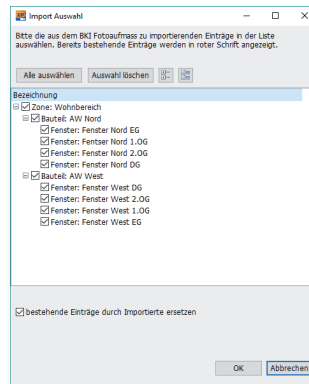 Import Auswahl
Bitte die aus dem BKI Fotoaufmass zu importierenden Einträge in der Liste
auswählen. Bereits bestehende Einträge werden in roter Schrift angezeigt.
Alle auswählen Auswahl löschen
Bezeichnung
Zone: Wohnbereich
Bauteil: AW Nord
Fenster: Fenster Nord EG
Fenster: Fentser Nord 1.OG
Fenster: Fenster Nord 2.OG
Fenster: Fenster Nord DG
Bauteil: AW West
Fenster: Fenster West DG
Fenster: Fenster West 2.OG
Fenster: Fenster West 1.OG
Fenster: Fenster West EG
bestehende Einträge durch Importierte ersetzen
OK Abbrechen